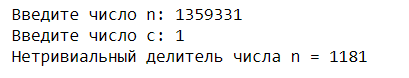 Введите число n: 1359331
Введите число с: 1
Нетривиальный делитель числа n = 1181